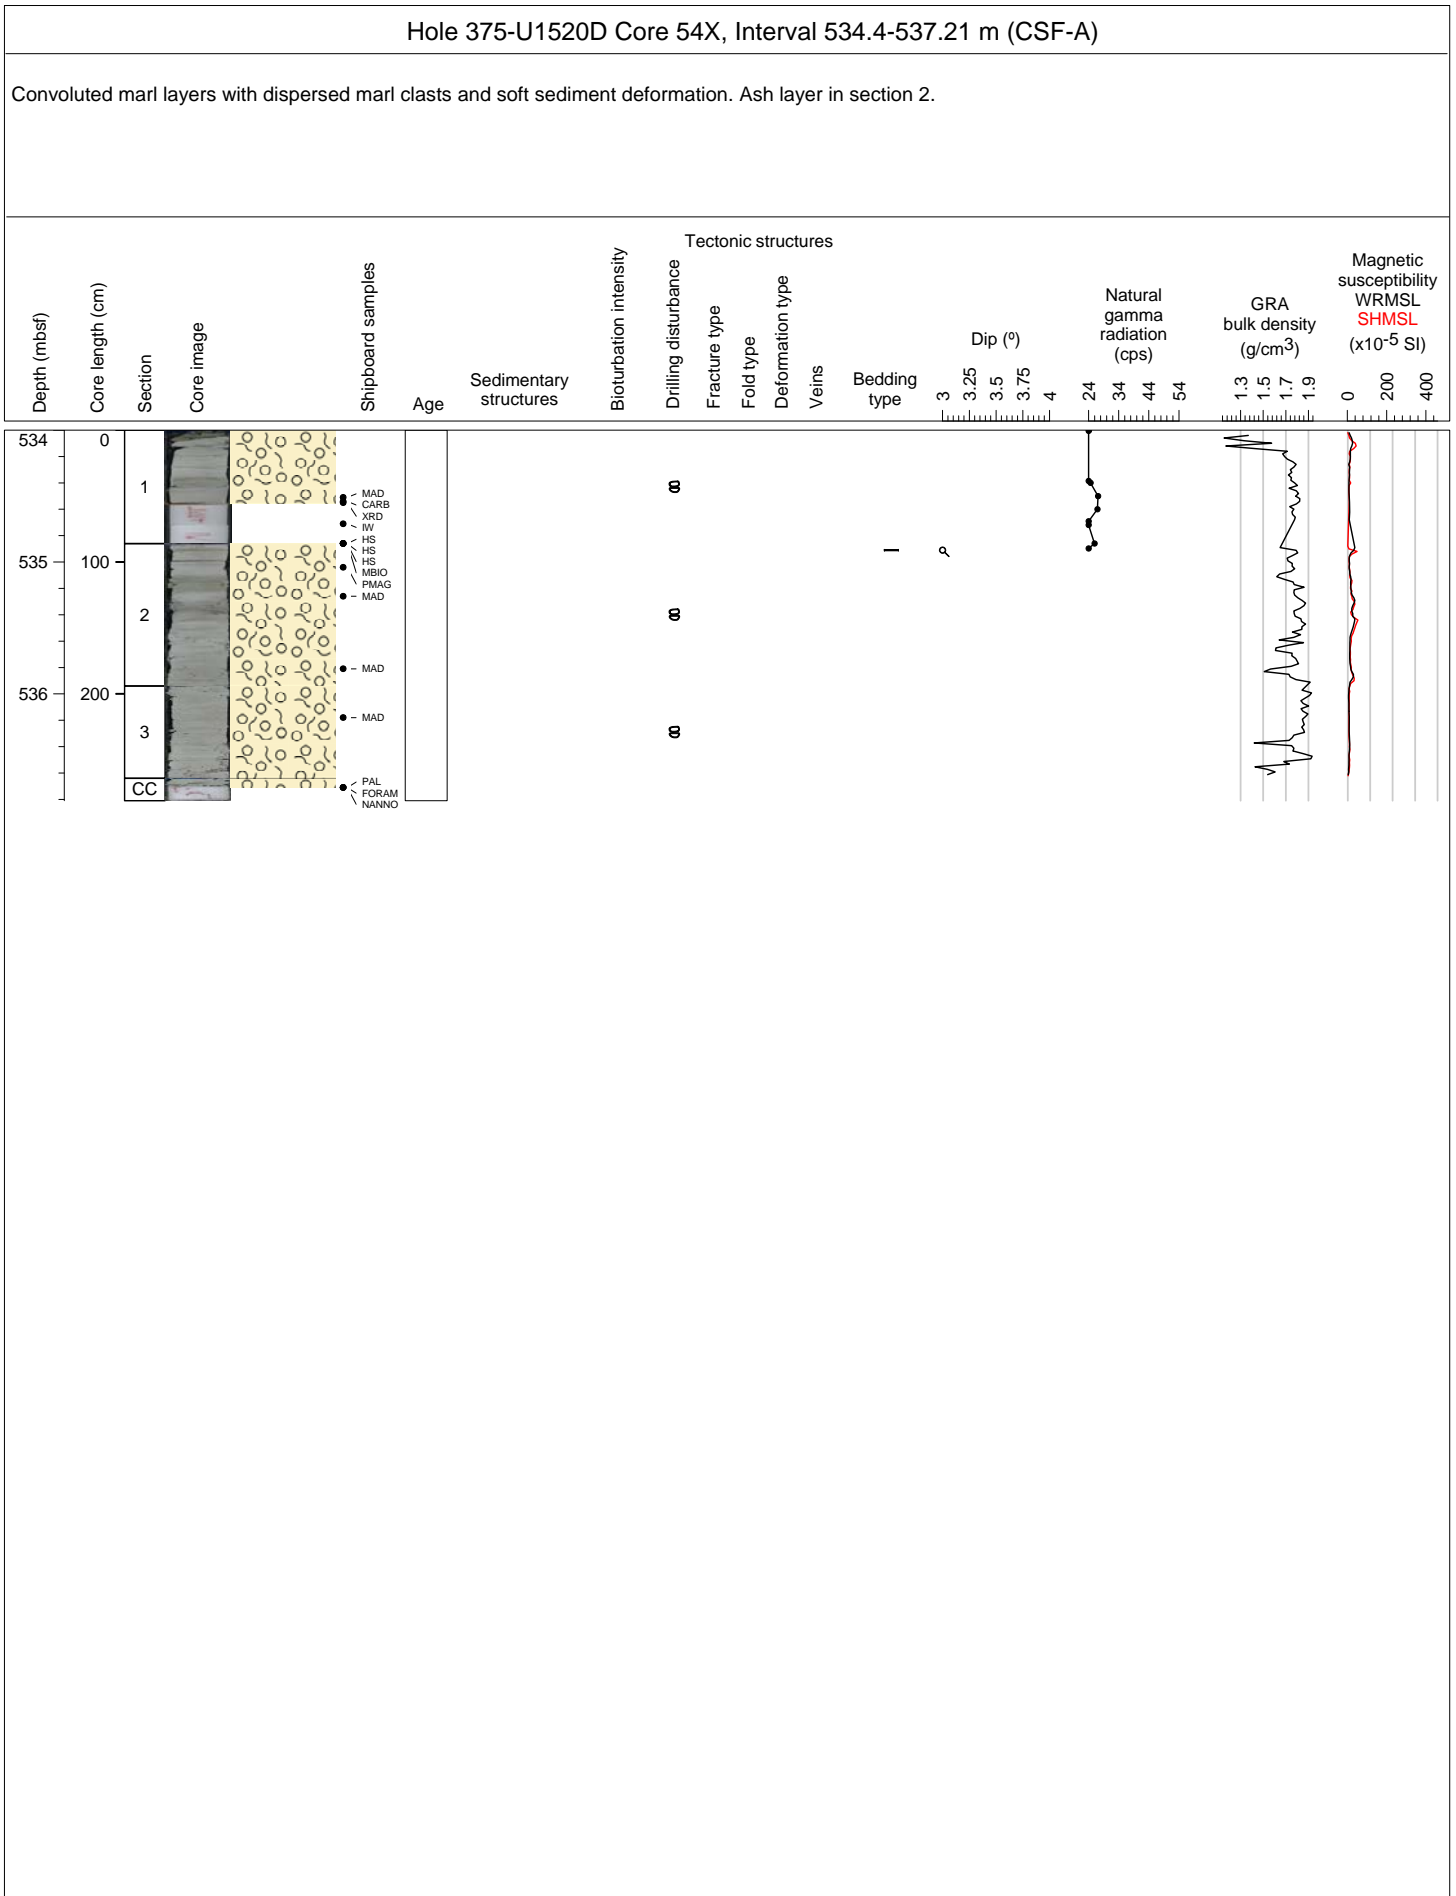 Hole 375-U1520D Core 54X, Interval 534.4-537.21 m (CSF-A)
Convoluted marl layers with dispersed marl clasts and soft sediment deformation. Ash layer in section 2.
Depth (mbsf)
Core length (cm)
Section
Core image
Shipboard samples
Age
Sedimentary
structures
Bioturbation intensity
Drilling disturbance
Tectonic structures
Fracture type
Fold type
Deformation type
Veins
Bedding
type
Dip (º)
3 3.25 3.5 3.75 4
Natural
gamma
radiation
(cps)
24 34 44 54
GRA
bulk density
(g/cm3)
1.3 1.5 1.7 1.9
Magnetic
susceptibility
WRMSL
SHMSL
(x10-5 SI)
0 200 400
534
535
536
0
100
200
1
2
3
CC
MAD
CARB
XRD
IW
HS
HS
HS
MBIO
PMAG
MAD
MAD
MAD
PAL
FORAM
NANNO